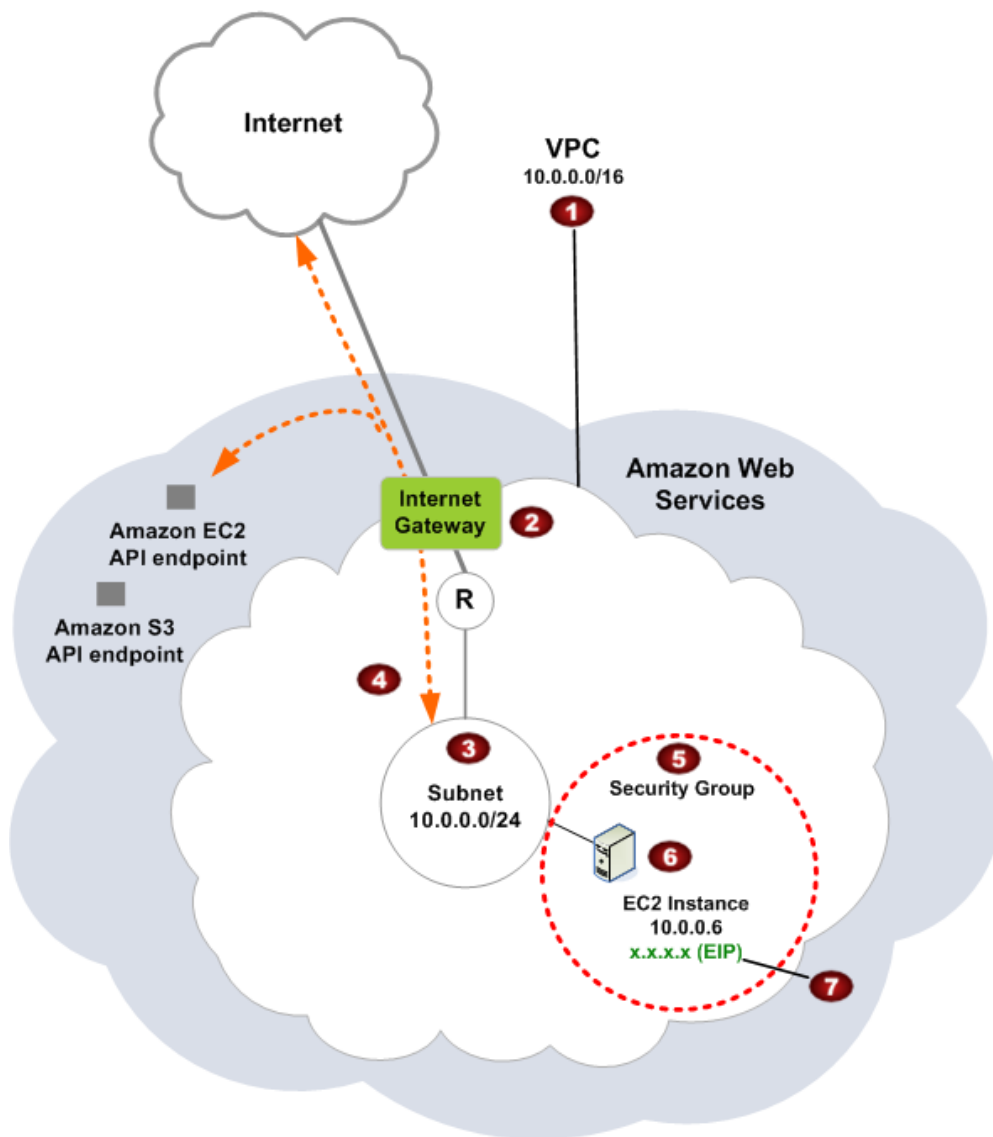 Internet
VPC
10.0.0.0/16
1
Amazon Web
Services
Internet
Gateway
2
Amazon EC2
API endpoint
R
Amazon S3
API endpoint
4
3
Subnet
10.0.0.0/24
5
Security Group
6
EC2 Instance
10.0.0.6
x.x.x.x (EIP)
7